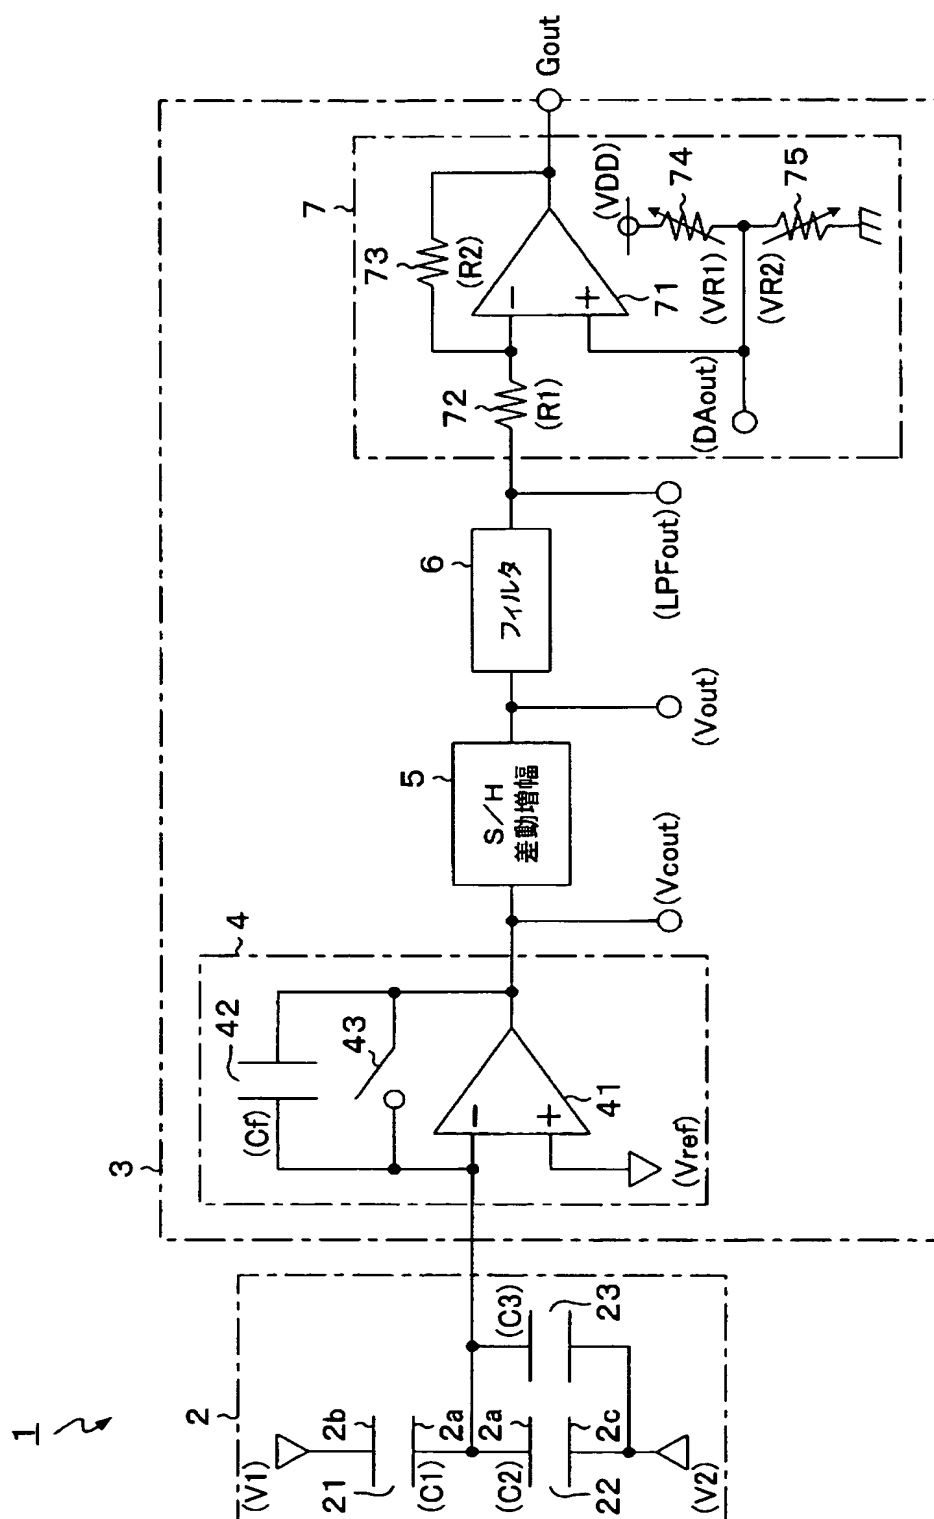 1
2
(V1)
2b
21
2a
(C1)
2a
(C2)
2c
22
(V2)
(C3)
23
3
4
42
(Cf)
43
−
+
41
(Vref)
(Vcout)
5
S/H
差動増幅
(Vout)
6
フィルタ
(LPFout)
7
72
(R1)
73
(R2)
−
+
71
(VDD)
74
(VR1)
75
(VR2)
(DAout)
Gout